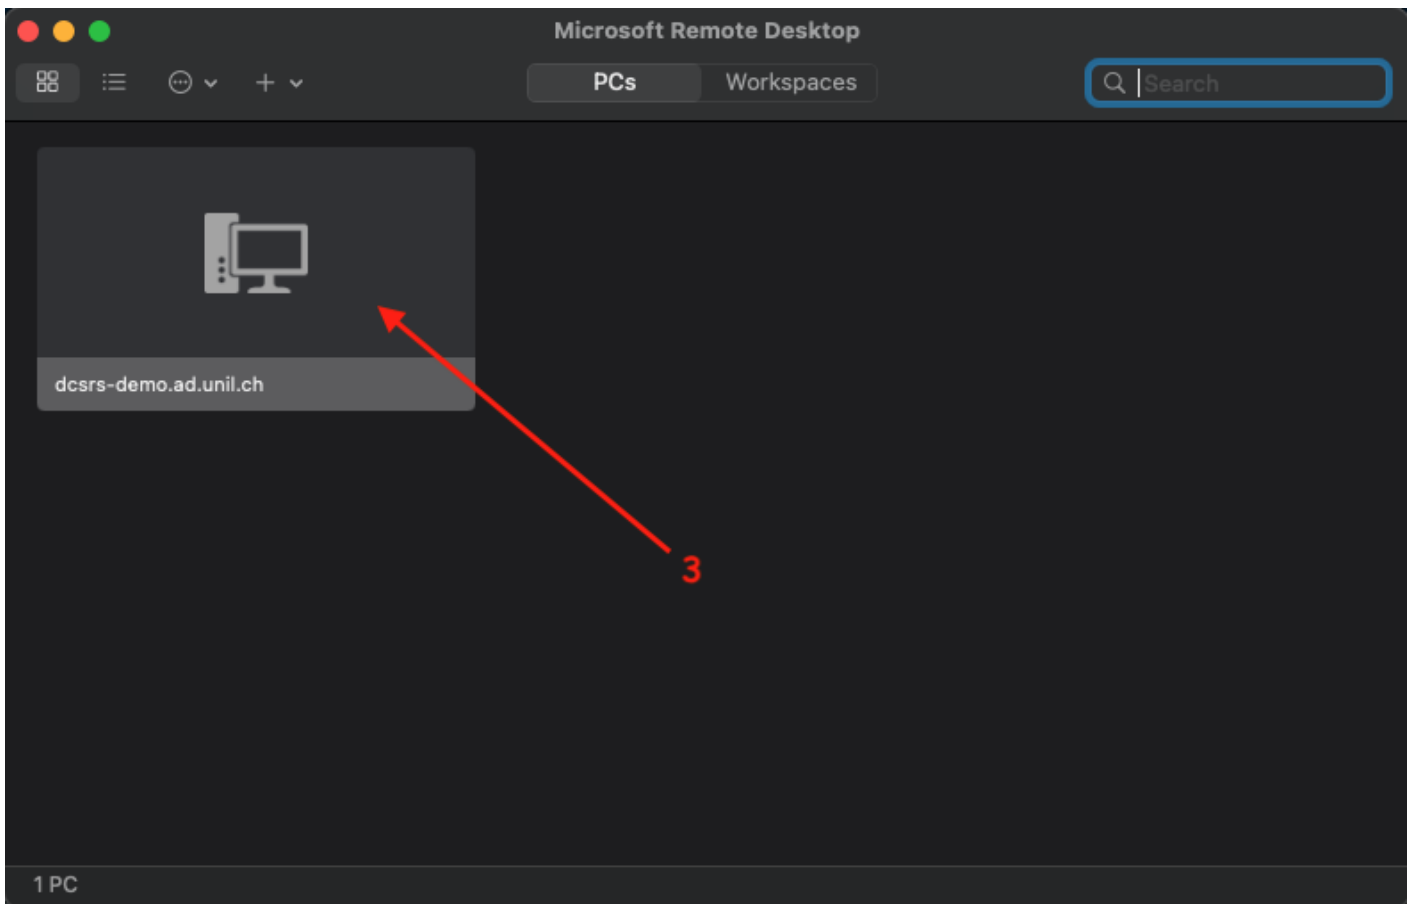 Microsoft Remote Desktop
PCs
Workspaces
Search
dcsrs-demo.ad.unil.ch
3
1 PC